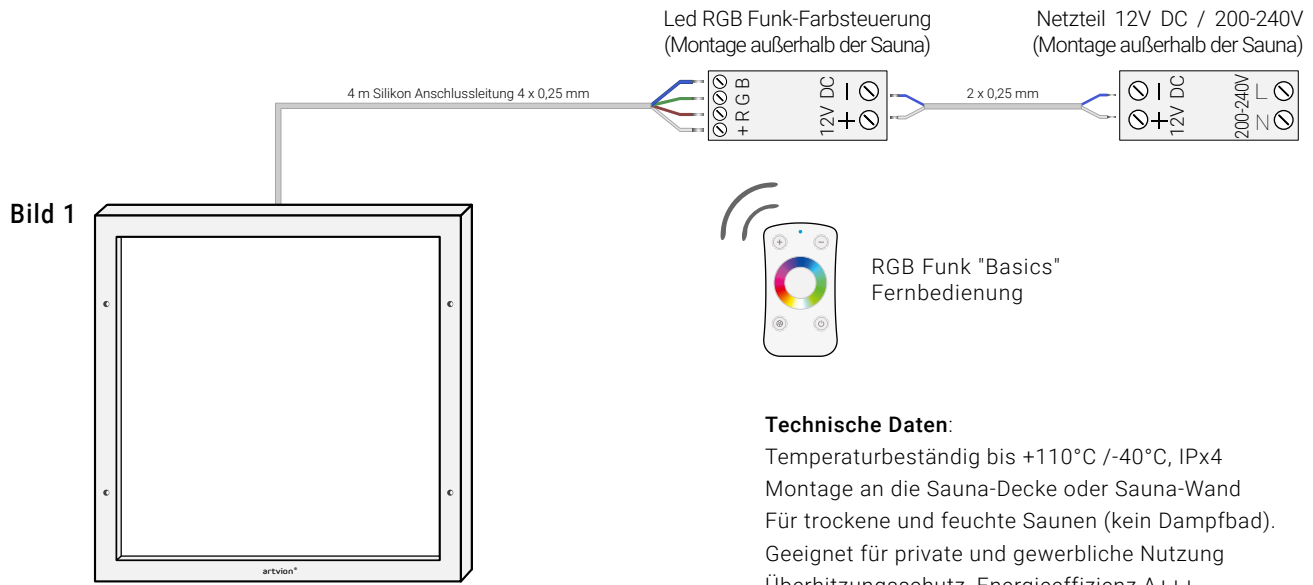 Led RGB Funk-Farbsteuerung
(Montage außerhalb der Sauna)
Netzteil 12V DC / 200-240V
(Montage außerhalb der Sauna)
4 m Silikon Anschlussleitung 4 x 0,25 mm
+ R G B
12V DC
− +
2 x 0,25 mm
− +
12V DC
200-240V
L
N
Bild 1
RGB Funk "Basics"
Fernbedienung
artvion®
Technische Daten:
Temperaturbeständig bis +110°C /-40°C, IPx4
Montage an die Sauna-Decke oder Sauna-Wand
Für trockene und feuchte Saunen (kein Dampfbad).
Geeignet für private und gewerbliche Nutzung
Überhitzungsschutz, Energieeffizienz A+++